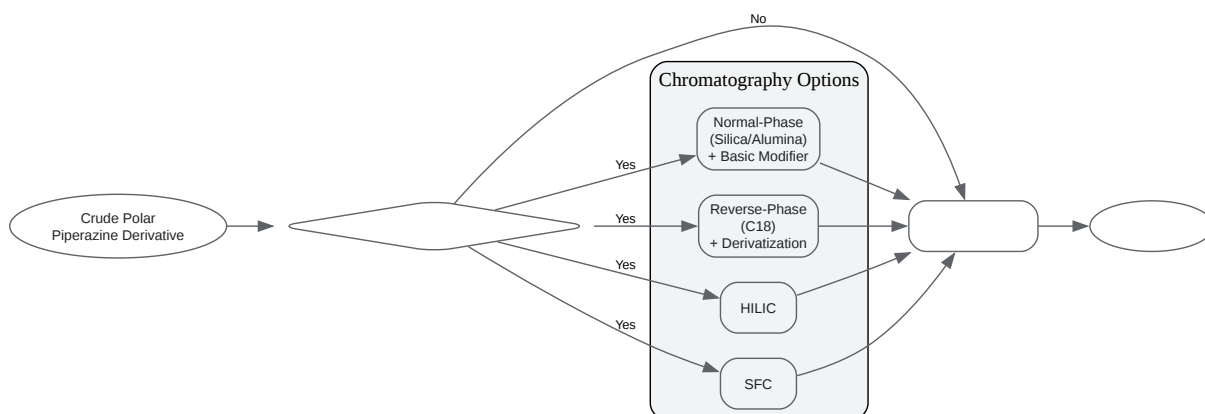 No
Chromatography Options
Normal-Phase
(Silica/Alumina)
+ Basic Modifier
Yes
Crude Polar
Piperazine Derivative
Yes
Reverse-Phase
(C18)
+ Derivatization
Yes
HILIC
Yes
SFC